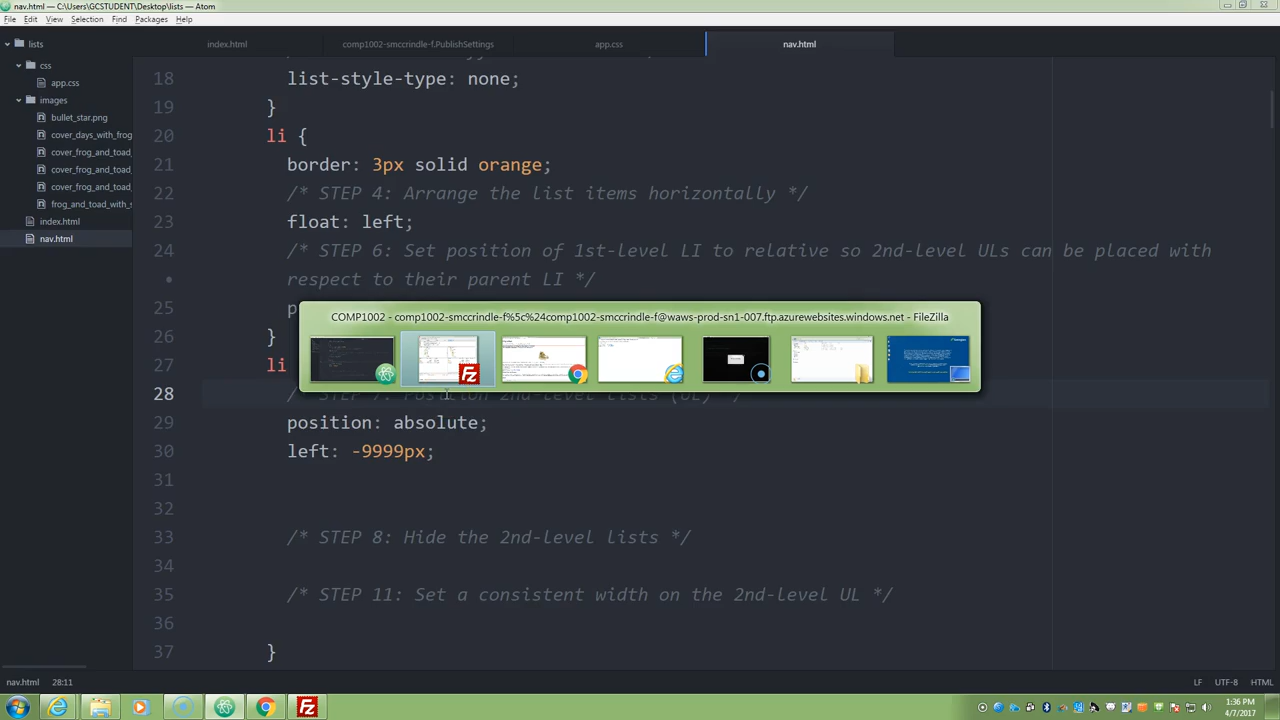 nav.html — C:\Users\GCSTUDENT\Desktop\lists — Atom
File Edit View Selection Find Packages Help
lists
css
app.css
images
bullet_star.png
cover_days_with_frog
cover_frog_and_toad_
cover_frog_and_toad_
cover_frog_and_toad_
frog_and_toad_with_s
index.html
nav.html
index.html comp1002-smccrindle-f.PublishSettings app.css nav.html
18 list-style-type: none;
19 }
20 li {
21 border: 3px solid orange;
22 /* STEP 4: Arrange the list items horizontally */
23 float: left;
24 /* STEP 6: Set position of 1st-level LI to relative so 2nd-level ULs can be placed with
respect to their parent LI */
25 p
26 }
27 li
COMP1002 - comp1002-smccrindle-f%5c%24comp1002-smccrindle-f@waws-prod-sn1-007.ftp.azurewebsites.windows.net - FileZilla
28 /* STEP 7: Position 2nd-level lists (UL) */
29 position: absolute;
30 left: -9999px;
31
32
33 /* STEP 8: Hide the 2nd-level lists */
34
35 /* STEP 11: Set a consistent width on the 2nd-level UL */
36
37 }
nav.html 28:11 LF UTF-8 HTML
1:36 PM
4/7/2017